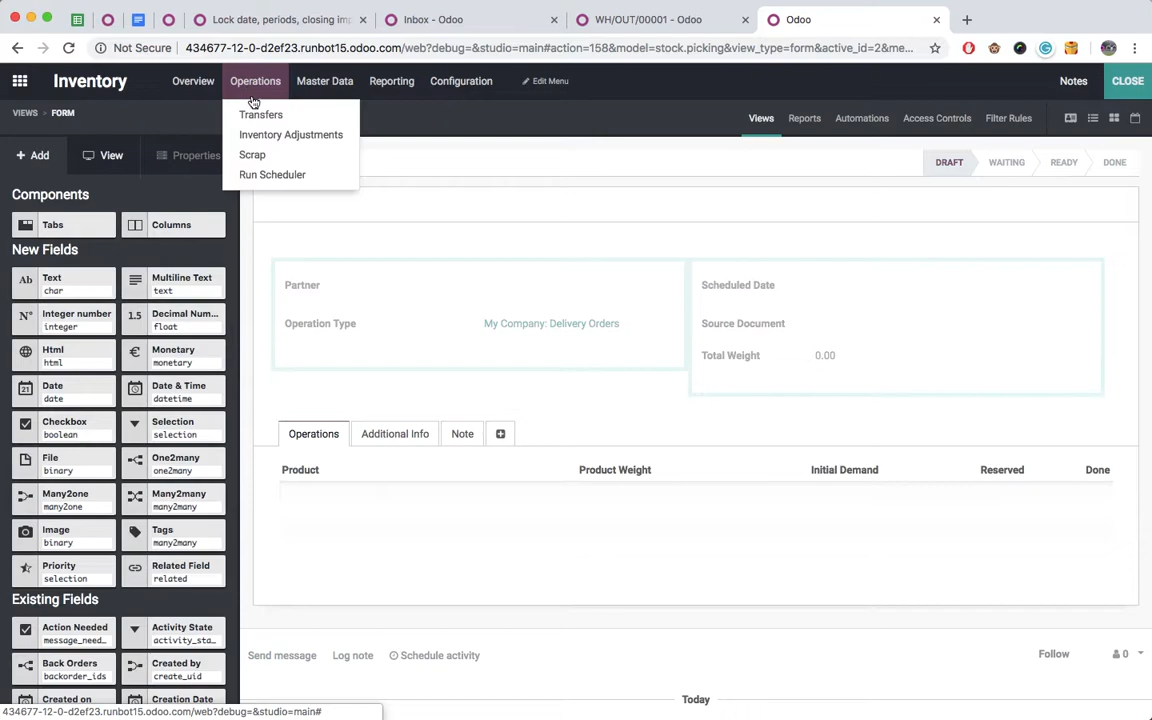 Lock date, periods, closing im
Inbox - Odoo
WH/OUT/00001 - Odoo
Odoo
Not Secure
434677-12-0-d2ef23.runbot15.odoo.com/web?debug=&studio=main#action=158&model=stock.picking&view_type=form&active_id=2&me...
Inventory
Overview
Operations
Master Data
Reporting
Configuration
Edit Menu
Notes
CLOSE
VIEWS
FORM
Transfers
Inventory Adjustments
Scrap
Run Scheduler
Views
Reports
Automations
Access Controls
Filter Rules
+ Add
View
Properties
DRAFT
WAITING
READY
DONE
Components
Tabs
Columns
New Fields
Ab
Text
char
Multiline Text
text
N°
Integer number
integer
1.5
Decimal Num...
float
Html
html
€
Monetary
monetary
21
Date
date
Date & Time
datetime
Checkbox
boolean
Selection
selection
File
binary
One2many
one2many
Many2one
many2one
Many2many
many2many
Image
binary
Tags
many2many
Priority
selection
Related Field
related
Existing Fields
Action Needed
message_need...
Activity State
activity_sta...
Back Orders
backorder_ids
Created by
create_uid
Created on
Creation Date
Partner
Operation Type
My Company: Delivery Orders
Scheduled Date
Source Document
Total Weight
0.00
Operations
Additional Info
Note
Product
Product Weight
Initial Demand
Reserved
Done
Send message
Log note
Schedule activity
Follow
0
Today
434677-12-0-d2ef23.runbot15.odoo.com/web?debug=&studio=main#